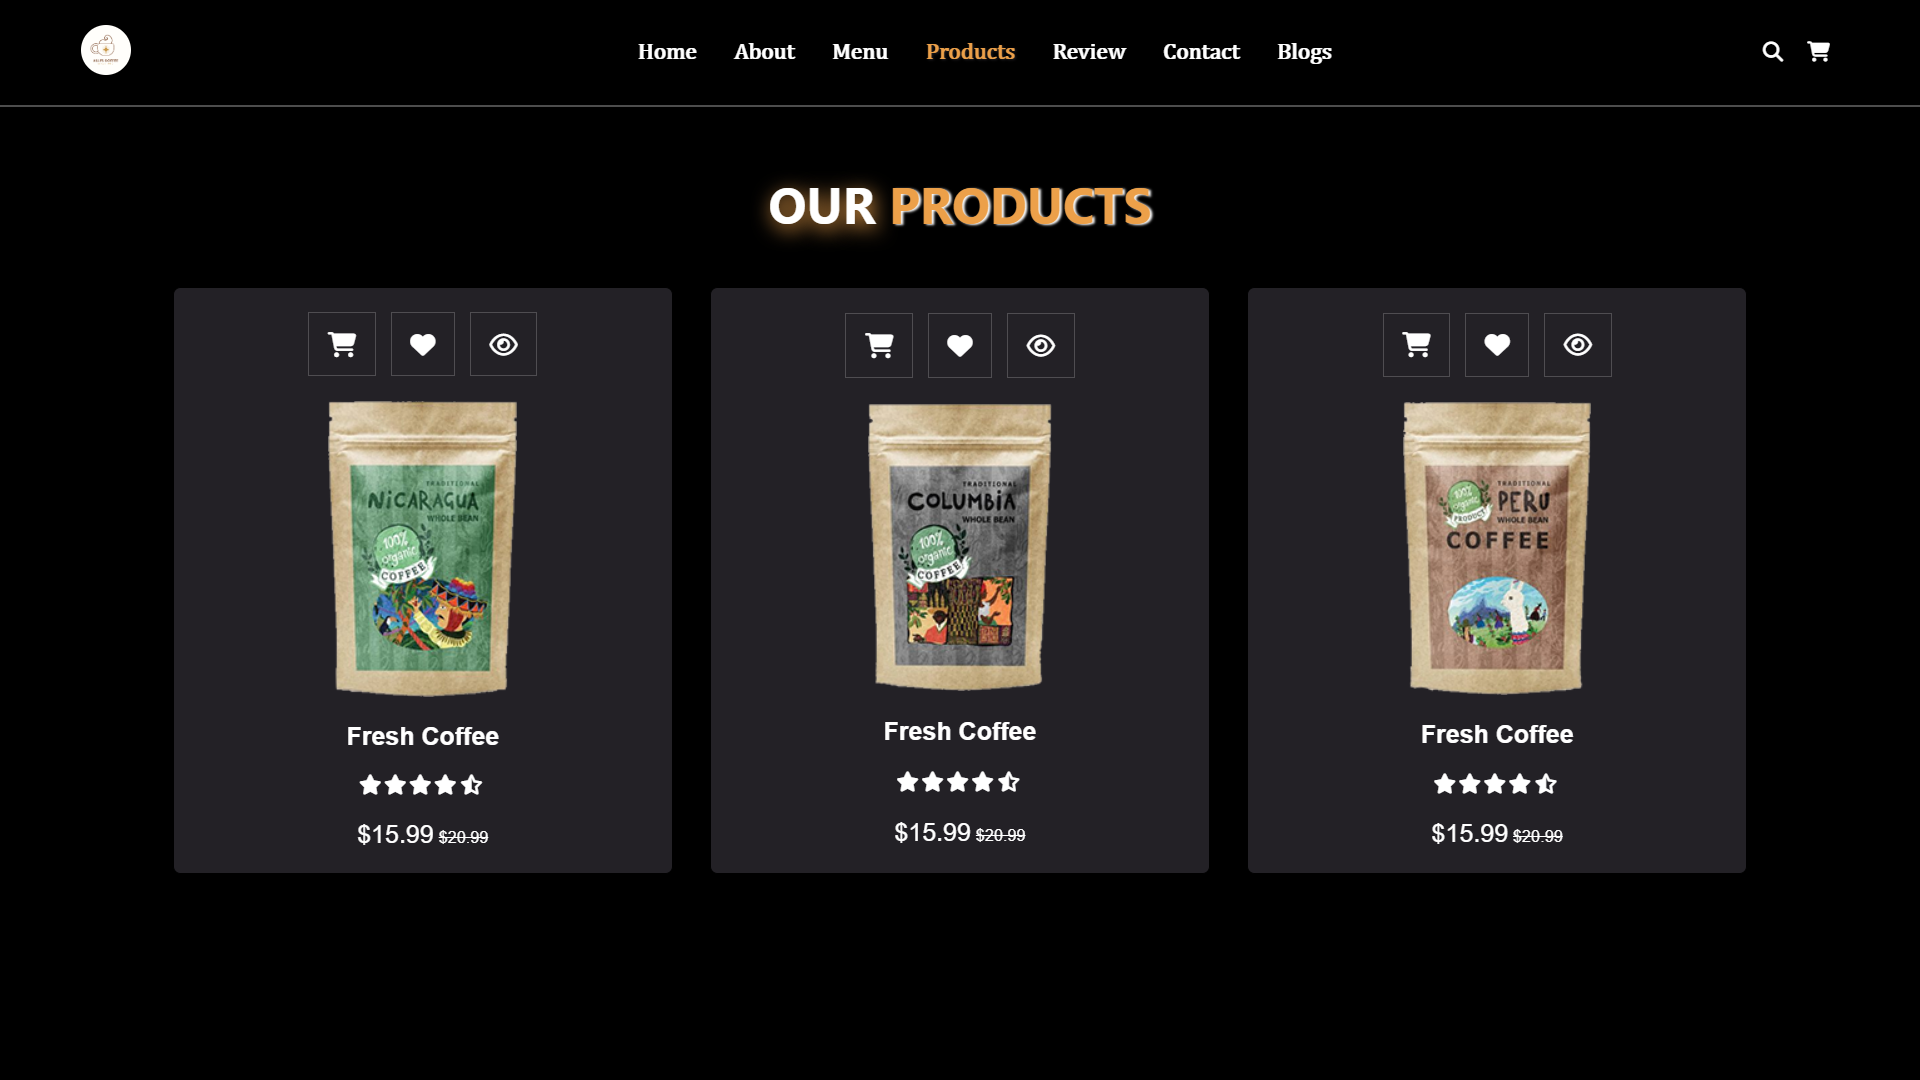 Home About Menu Products Review Contact Blogs
OUR PRODUCTS
TRADITIONAL
NiCARAGUA
WHOLE BEAN
100%
organic
COFFEE
Fresh Coffee
$15.99 $20.99
TRADITIONAL
COLUMBiA
WHOLE BEAN
100%
organic
COFFEE
Fresh Coffee
$15.99 $20.99
100%
organic
PRODUCT
TRADITIONAL
PERU
WHOLE BEAN
COFFEE
Fresh Coffee
$15.99 $20.99